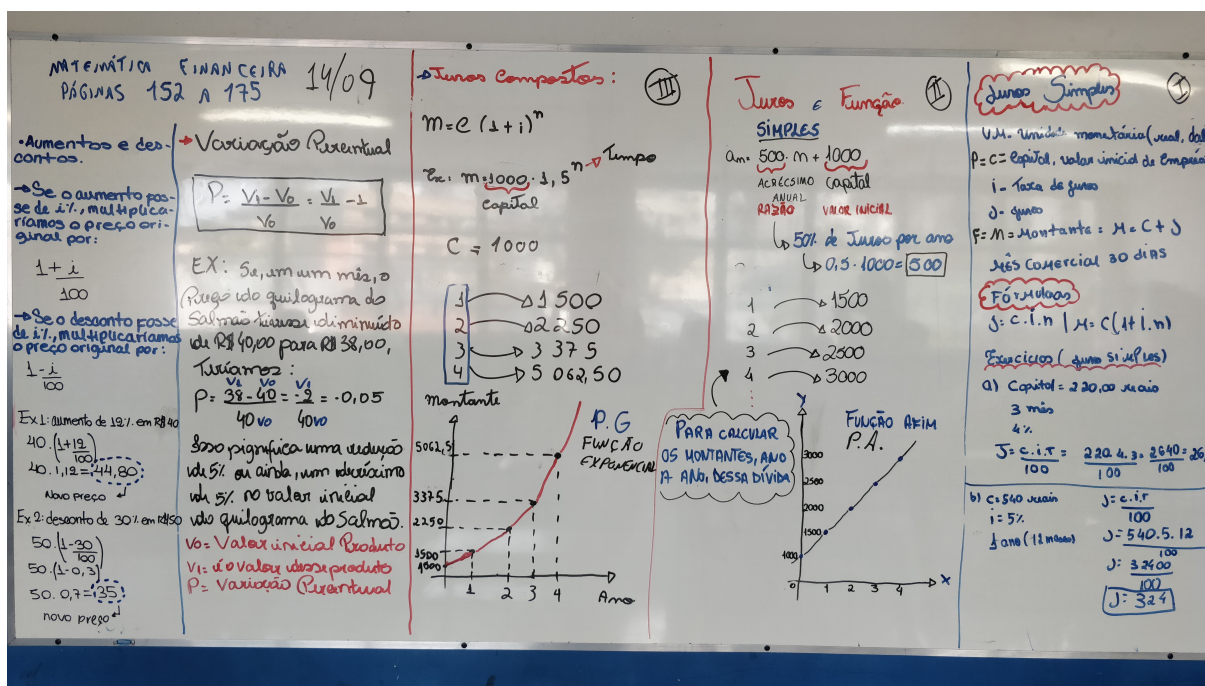 MATEMÁTICA FINANCEIRA 14/09
PÁGINAS 152 A 175
•Aumentos e des-
contos.
→Se o aumento fos-
se de i%, multiplica-
ríamos o preço ori-
ginal por:
1 + i
100
→Se o desconto fosse
de i%, multiplicaríamos
o preço original por:
1 - i
100
Ex 1: aumento de 12% em R$ 40
40.(1+12)
100
40.1,12=44,80
Novo preço
Ex 2: desconto de 30% em R$50
50.(1-30)
100
50.(1-0,3)
50.0,7=35
novo preço
→Variação Percentual
P= V₁-V₀ = V₁ -1
V₀ V₀
EX: Se, em um mês, o
Preço do quilograma do
Salmão tivesse diminuído
de R$ 40,00 para R$ 38,00,
Teríamos:
V₁ V₀ V₁
P= 38-40 = -2 = -0,05
40 V₀ 40 V₀
Isso significa uma redução
de 5% ou ainda, um decréscimo
de 5% no valor inicial
do quilograma do Salmão.
V₀= Valor inicial Produto
V₁= é o valor desse produto
P= Variação Percentual
→Juros Compostos: III
M=C (1+i)ⁿ
Ex: M=1000.1,5ⁿ → Tempo
Capital
C = 1000
1 → 1 500
2 → 2 250
3 → 3 375
4 → 5 062,50
montante
P.G
FUNÇÃO
EXPONENCIAL
5062,5
3375
2250
1500
1000
1 2 3 4 Ano
Juros e Função II
SIMPLES
an= 500.n + 1000
ACRÉCSIMO Capital
ANUAL
RAZÃO VALOR INICIAL
↳ 50% de Juros por ano
↳ 0,5.1000= 500
1 → 1500
2 → 2000
3 → 2500
4 → 3000
PARA CALCULAR
OS MONTANTES, ANO
A ANO, DESSA DÍVIDA
Y
FUNÇÃO AFIM
P.A.
3000
2500
2000
1500
1000
0 1 2 3 4 X
Juros Simples I
U.M= Unidade monetária (real,
P=C= Capital, valor inicial de
i- Taxa de juros
J- juro
F=M= Montante = M=C+J
MÊS COMERCIAL 30 DIAS
FÓRMULAS
J=C.i.n | M=C(1+i.n)
Exercícios (juros SIMPLES)
a) Capital = 220,00 reais
3 mês
4%
J= C.i.T = 220.4.3 = 2640 = 26,
100 100 100
b) C=540 reais
i=5%
1 ano (12 meses)
J= C.i.T
100
J= 540.5.12
100
J= 32400
100
J= 324